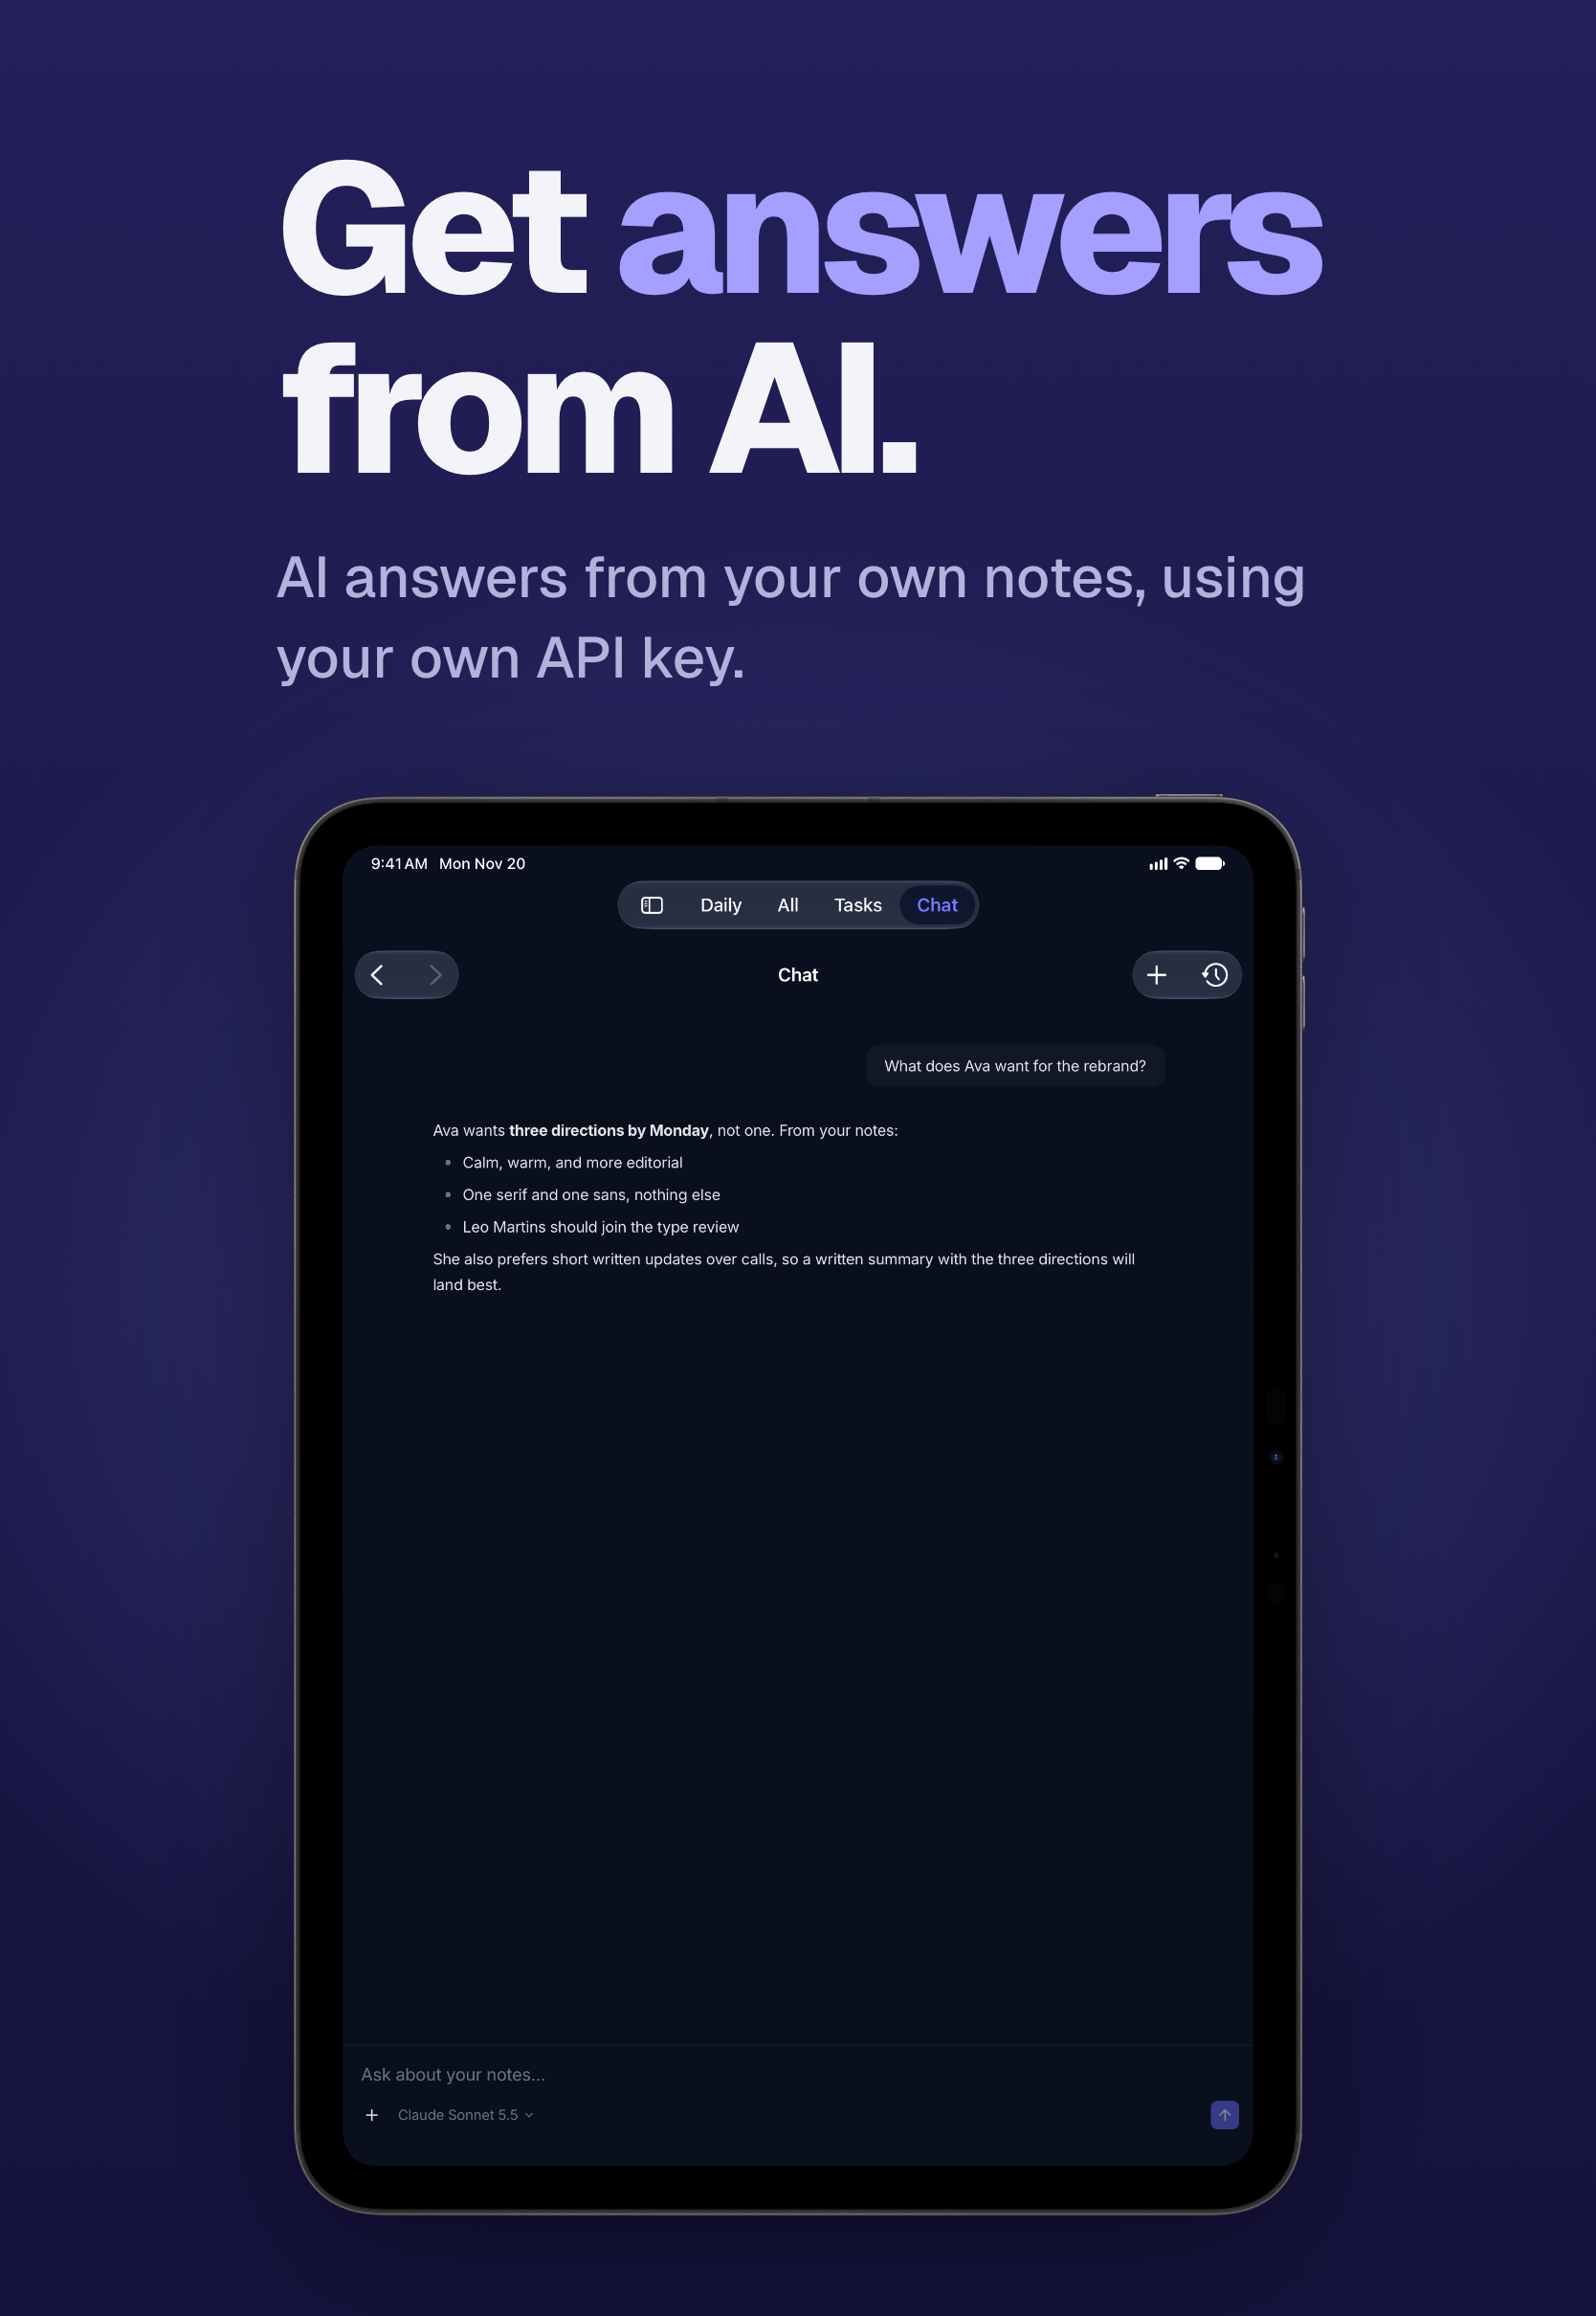 Get answers
from AI.
AI answers from your own notes, using
your own API key.
9:41 AM Mon Nov 20
Daily All Tasks Chat
Chat
What does Ava want for the rebrand?
Ava wants three directions by Monday, not one. From your notes:
• Calm, warm, and more editorial
• One serif and one sans, nothing else
• Leo Martins should join the type review
She also prefers short written updates over calls, so a written summary with the three directions will
land best.
Ask about your notes...
Claude Sonnet 5.5